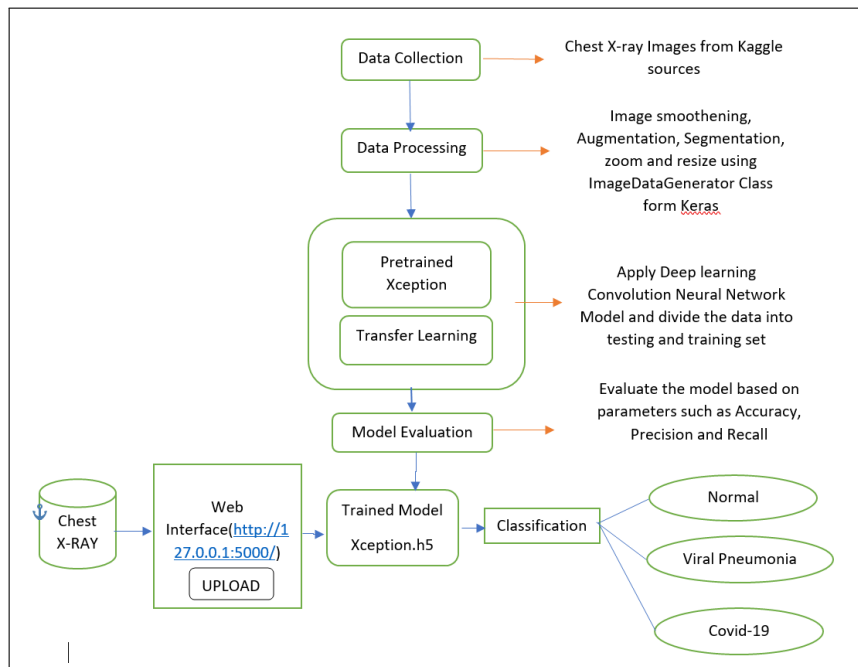 Data Collection
Chest X-ray Images from Kaggle
sources
Data Processing
Image smoothening,
Augmentation, Segmentation,
zoom and resize using
ImageDataGenerator Class
form Keras
Pretrained
Xception
Transfer Learning
Apply Deep learning
Convolution Neural Network
Model and divide the data into
testing and training set
Model Evaluation
Evaluate the model based on
parameters such as Accuracy,
Precision and Recall
Chest
X-RAY
Web
Interface(http://1
27.0.0.1:5000/)
UPLOAD
Trained Model
Xception.h5
Classification
Normal
Viral Pneumonia
Covid-19